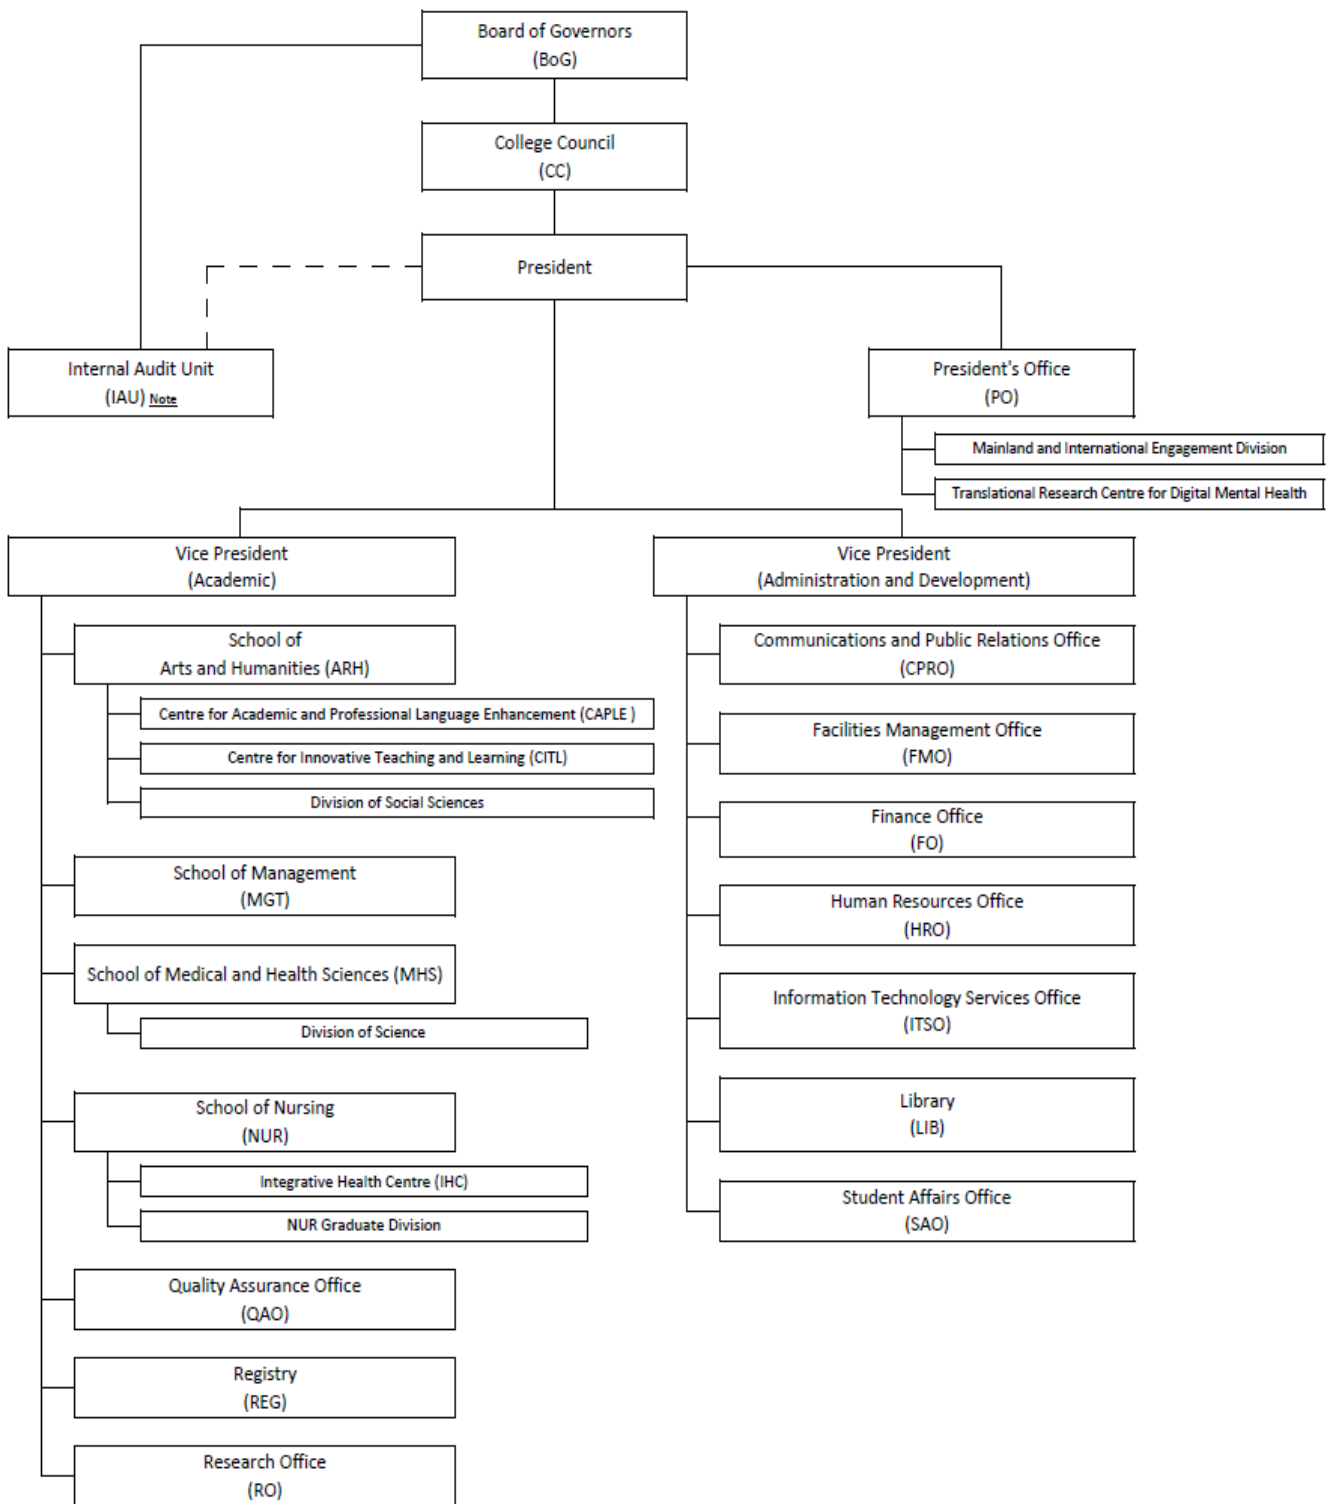 Board of Governors
(BoG)
College Council
(CC)
President
Internal Audit Unit
(IAU) Note
President's Office
(PO)
Mainland and International Engagement Division
Translational Research Centre for Digital Mental Health
Vice President
(Academic)
School of
Arts and Humanities (ARH)
Centre for Academic and Professional Language Enhancement (CAPLE )
Centre for Innovative Teaching and Learning (CITL)
Division of Social Sciences
School of Management
(MGT)
School of Medical and Health Sciences (MHS)
Division of Science
School of Nursing
(NUR)
Integrative Health Centre (IHC)
NUR Graduate Division
Quality Assurance Office
(QAO)
Registry
(REG)
Research Office
(RO)
Vice President
(Administration and Development)
Communications and Public Relations Office
(CPRO)
Facilities Management Office
(FMO)
Finance Office
(FO)
Human Resources Office
(HRO)
Information Technology Services Office
(ITSO)
Library
(LIB)
Student Affairs Office
(SAO)